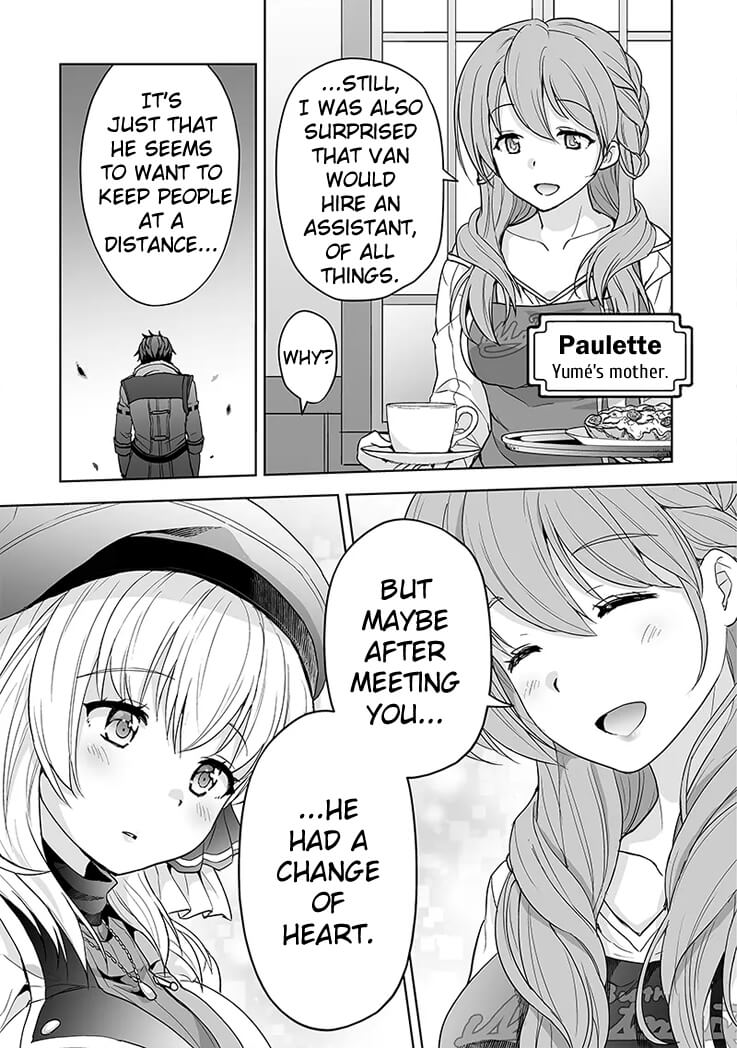 ...STILL,
I WAS ALSO
SURPRISED
THAT VAN
WOULD
HIRE AN
ASSISTANT,
OF ALL
THINGS.
Paulette
Yumé's mother.
WHY?
IT'S
JUST THAT
HE SEEMS
TO WANT TO
KEEP PEOPLE
AT A
DISTANCE...
BUT
MAYBE
AFTER
MEETING
YOU...
...HE
HAD A
CHANGE
OF
HEART.